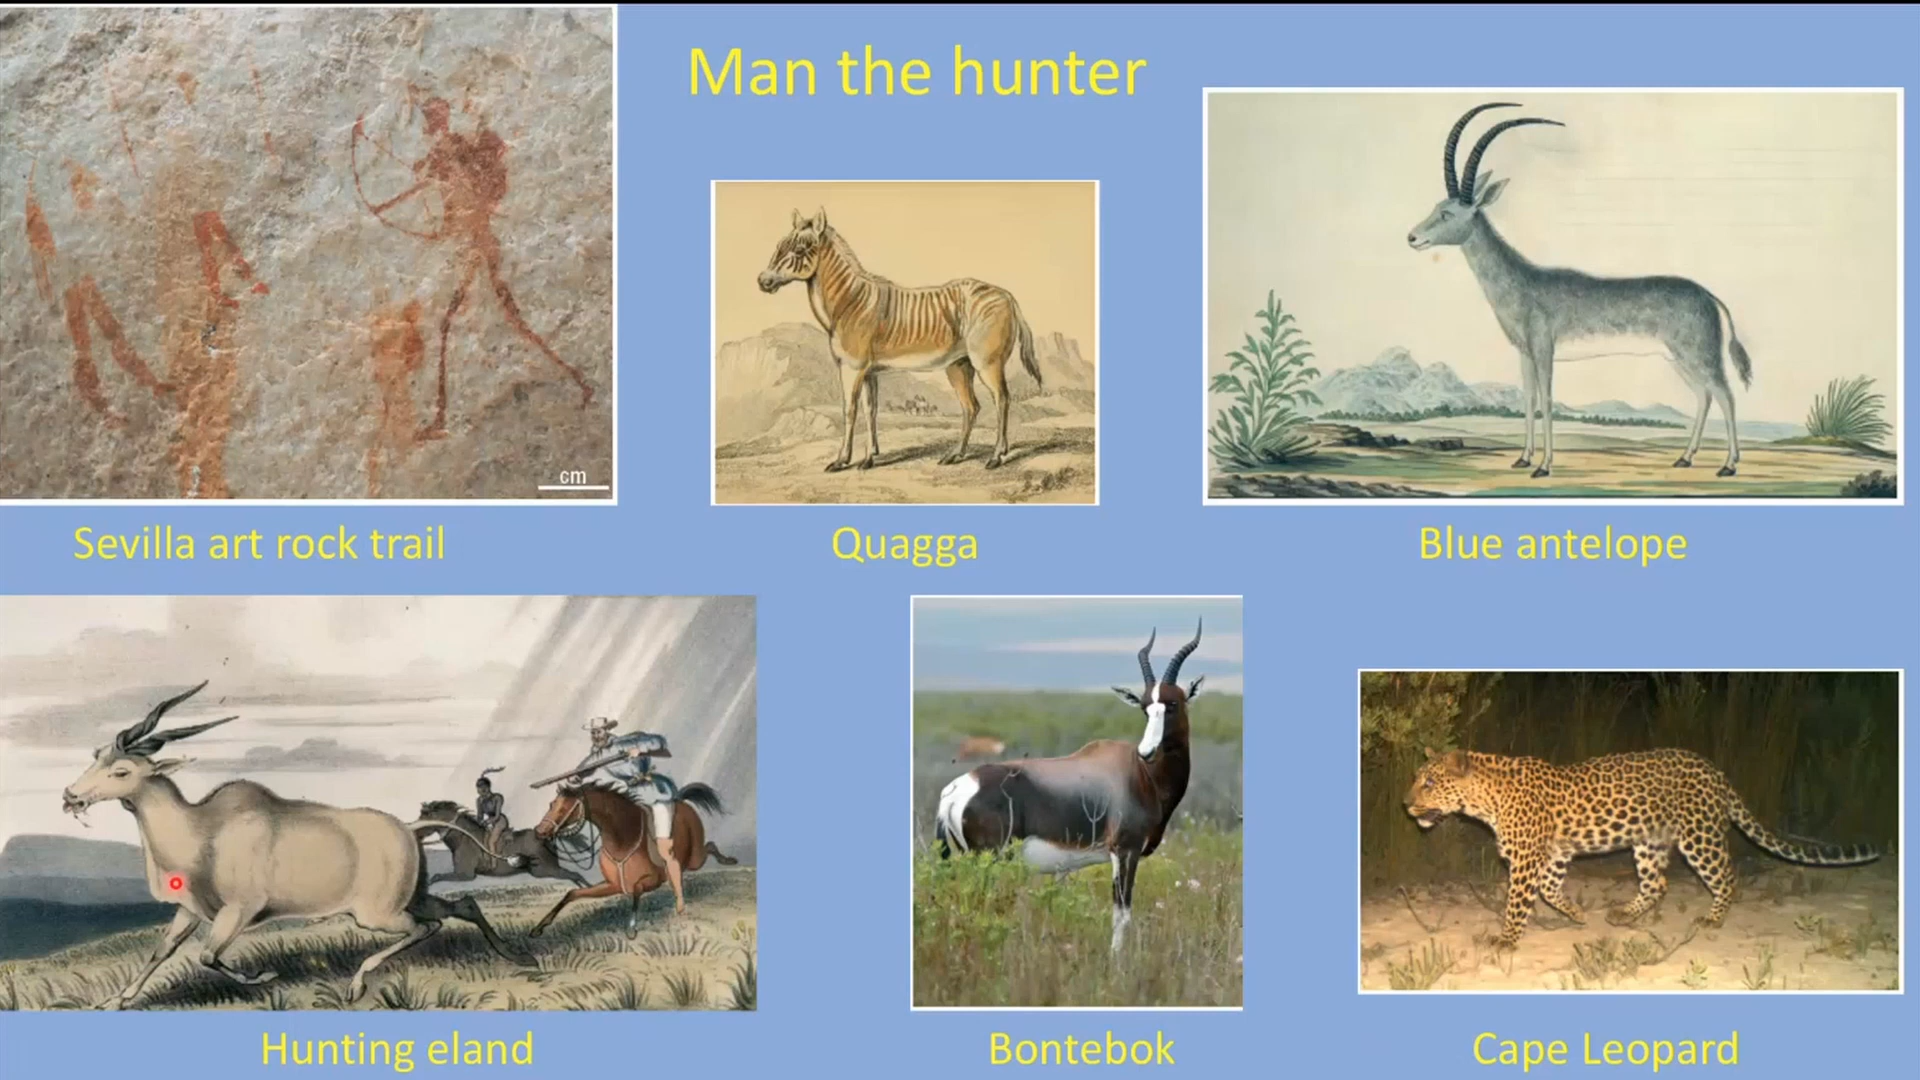 Man the hunter
cm
Sevilla art rock trail
Quagga
Blue antelope
Hunting eland
Bontebok
Cape Leopard